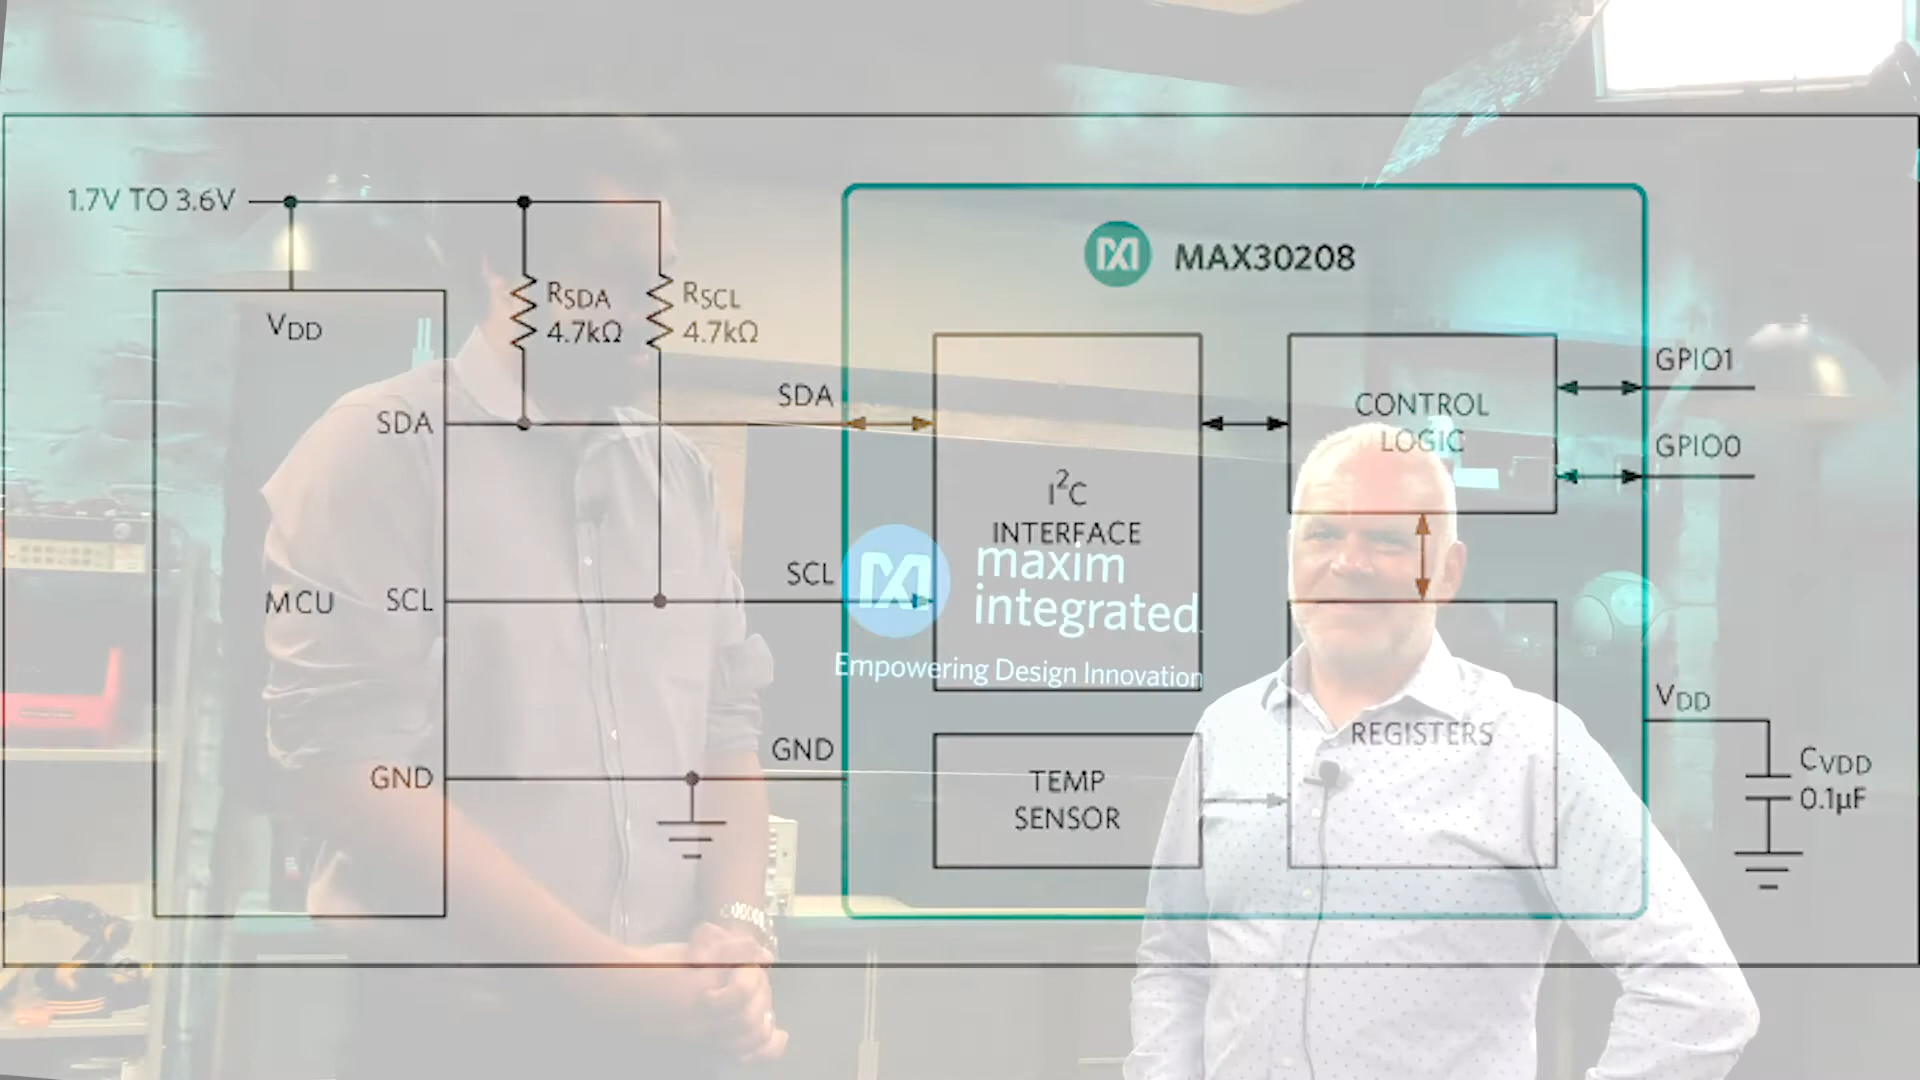 1.7V TO 3.6V
MAX30208
VDD
RSDA
4.7kΩ
RSCL
4.7kΩ
SDA
SDA
CONTROL
LOGIC
GPIO1
GPIO0
I2C
INTERFACE
MCU
SCL
SCL
maxim
integrated
Empowering Design Innovation
GND
GND
TEMP
SENSOR
REGISTERS
VDD
CVDD
0.1µF